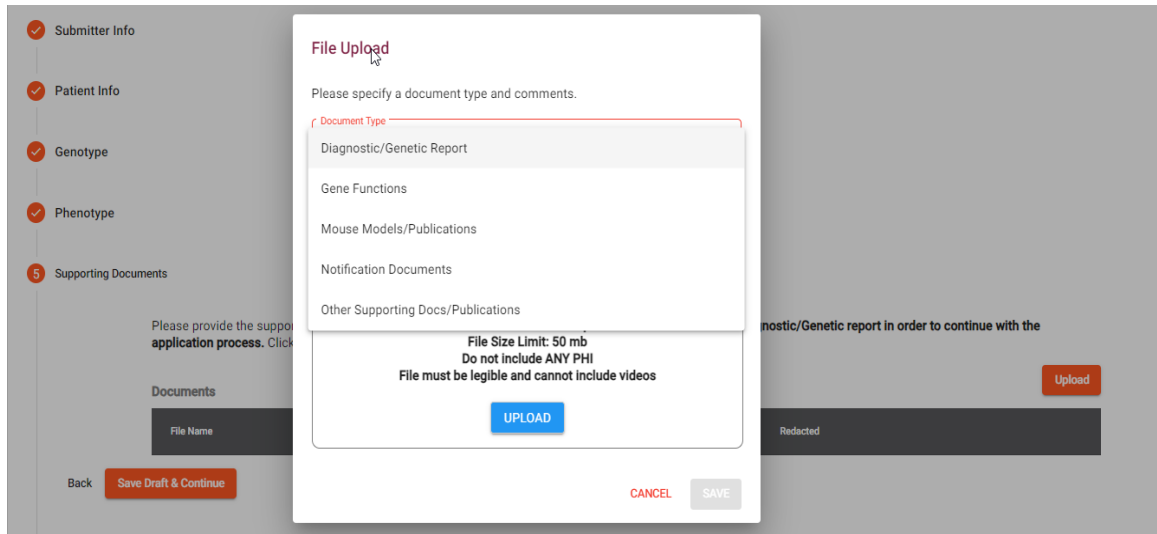 Submitter Info
Patient Info
Genotype
Phenotype
5
Supporting Documents
File Upload
Please specify a document type and comments.
Document Type
Diagnostic/Genetic Report
Gene Functions
Mouse Models/Publications
Notification Documents
Other Supporting Docs/Publications
File Size Limit: 50 mb
Do not include ANY PHI
File must be legible and cannot include videos
UPLOAD
CANCEL
SAVE
Please provide the
nostic/Genetic report in order to continue with the
application process. Click
Documents
Upload
File Name
Redacted
Back
Save Draft & Continue